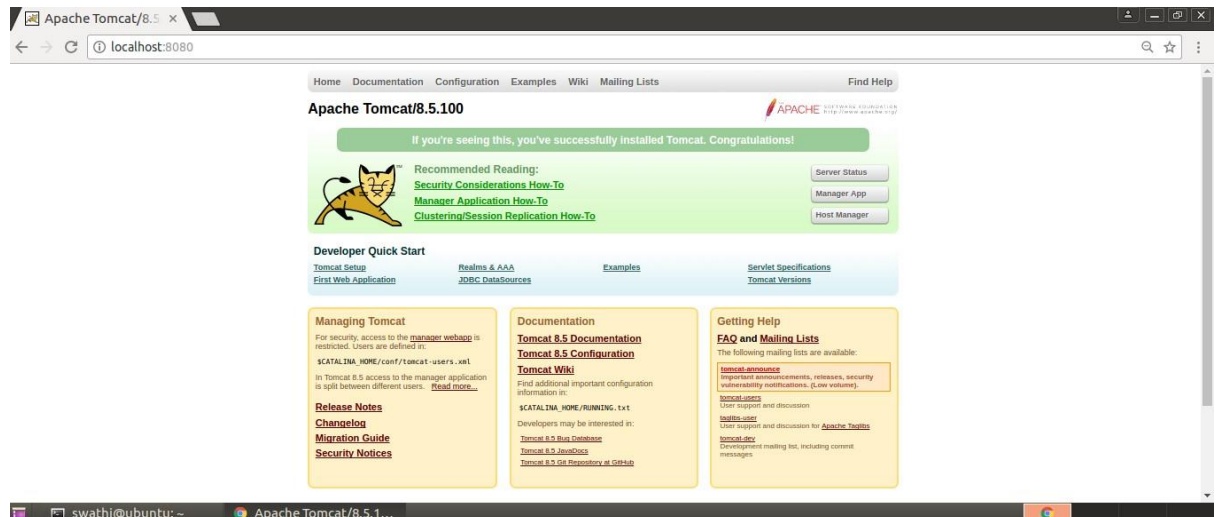 Apache Tomcat/8.5
localhost:8080
Home Documentation Configuration Examples Wiki Mailing Lists Find Help
Apache Tomcat/8.5.100
APACHE SOFTWARE FOUNDATION
http://www.apache.org/
If you're seeing this, you've successfully installed Tomcat. Congratulations!
TM
Recommended Reading:
Security Considerations How-To
Manager Application How-To
Clustering/Session Replication How-To
Server Status
Manager App
Host Manager
Developer Quick Start
Tomcat Setup
First Web Application
Realms & AAA
JDBC DataSources
Examples
Servlet Specifications
Tomcat Versions
Managing Tomcat
For security, access to the manager webapp is
restricted. Users are defined in:
$CATALINA_HOME/conf/tomcat-users.xml
In Tomcat 8.5 access to the manager application
is split between different users. Read more...
Release Notes
Changelog
Migration Guide
Security Notices
Documentation
Tomcat 8.5 Documentation
Tomcat 8.5 Configuration
Tomcat Wiki
Find additional important configuration
information in:
$CATALINA_HOME/RUNNING.txt
Developers may be interested in:
Tomcat 8.5 Bug Database
Tomcat 8.5 JavaDocs
Tomcat 8.5 Git Repository at GitHub
Getting Help
FAQ and Mailing Lists
The following mailing lists are available:
tomcat-announce
Important announcements, releases, security
vulnerability notifications. (Low volume).
tomcat-users
User support and discussion
taglibs-user
User support and discussion for Apache Taglibs
tomcat-dev
Development mailing list, including commit
messages
swathi@ubuntu: ~
Apache Tomcat/8.5.1...